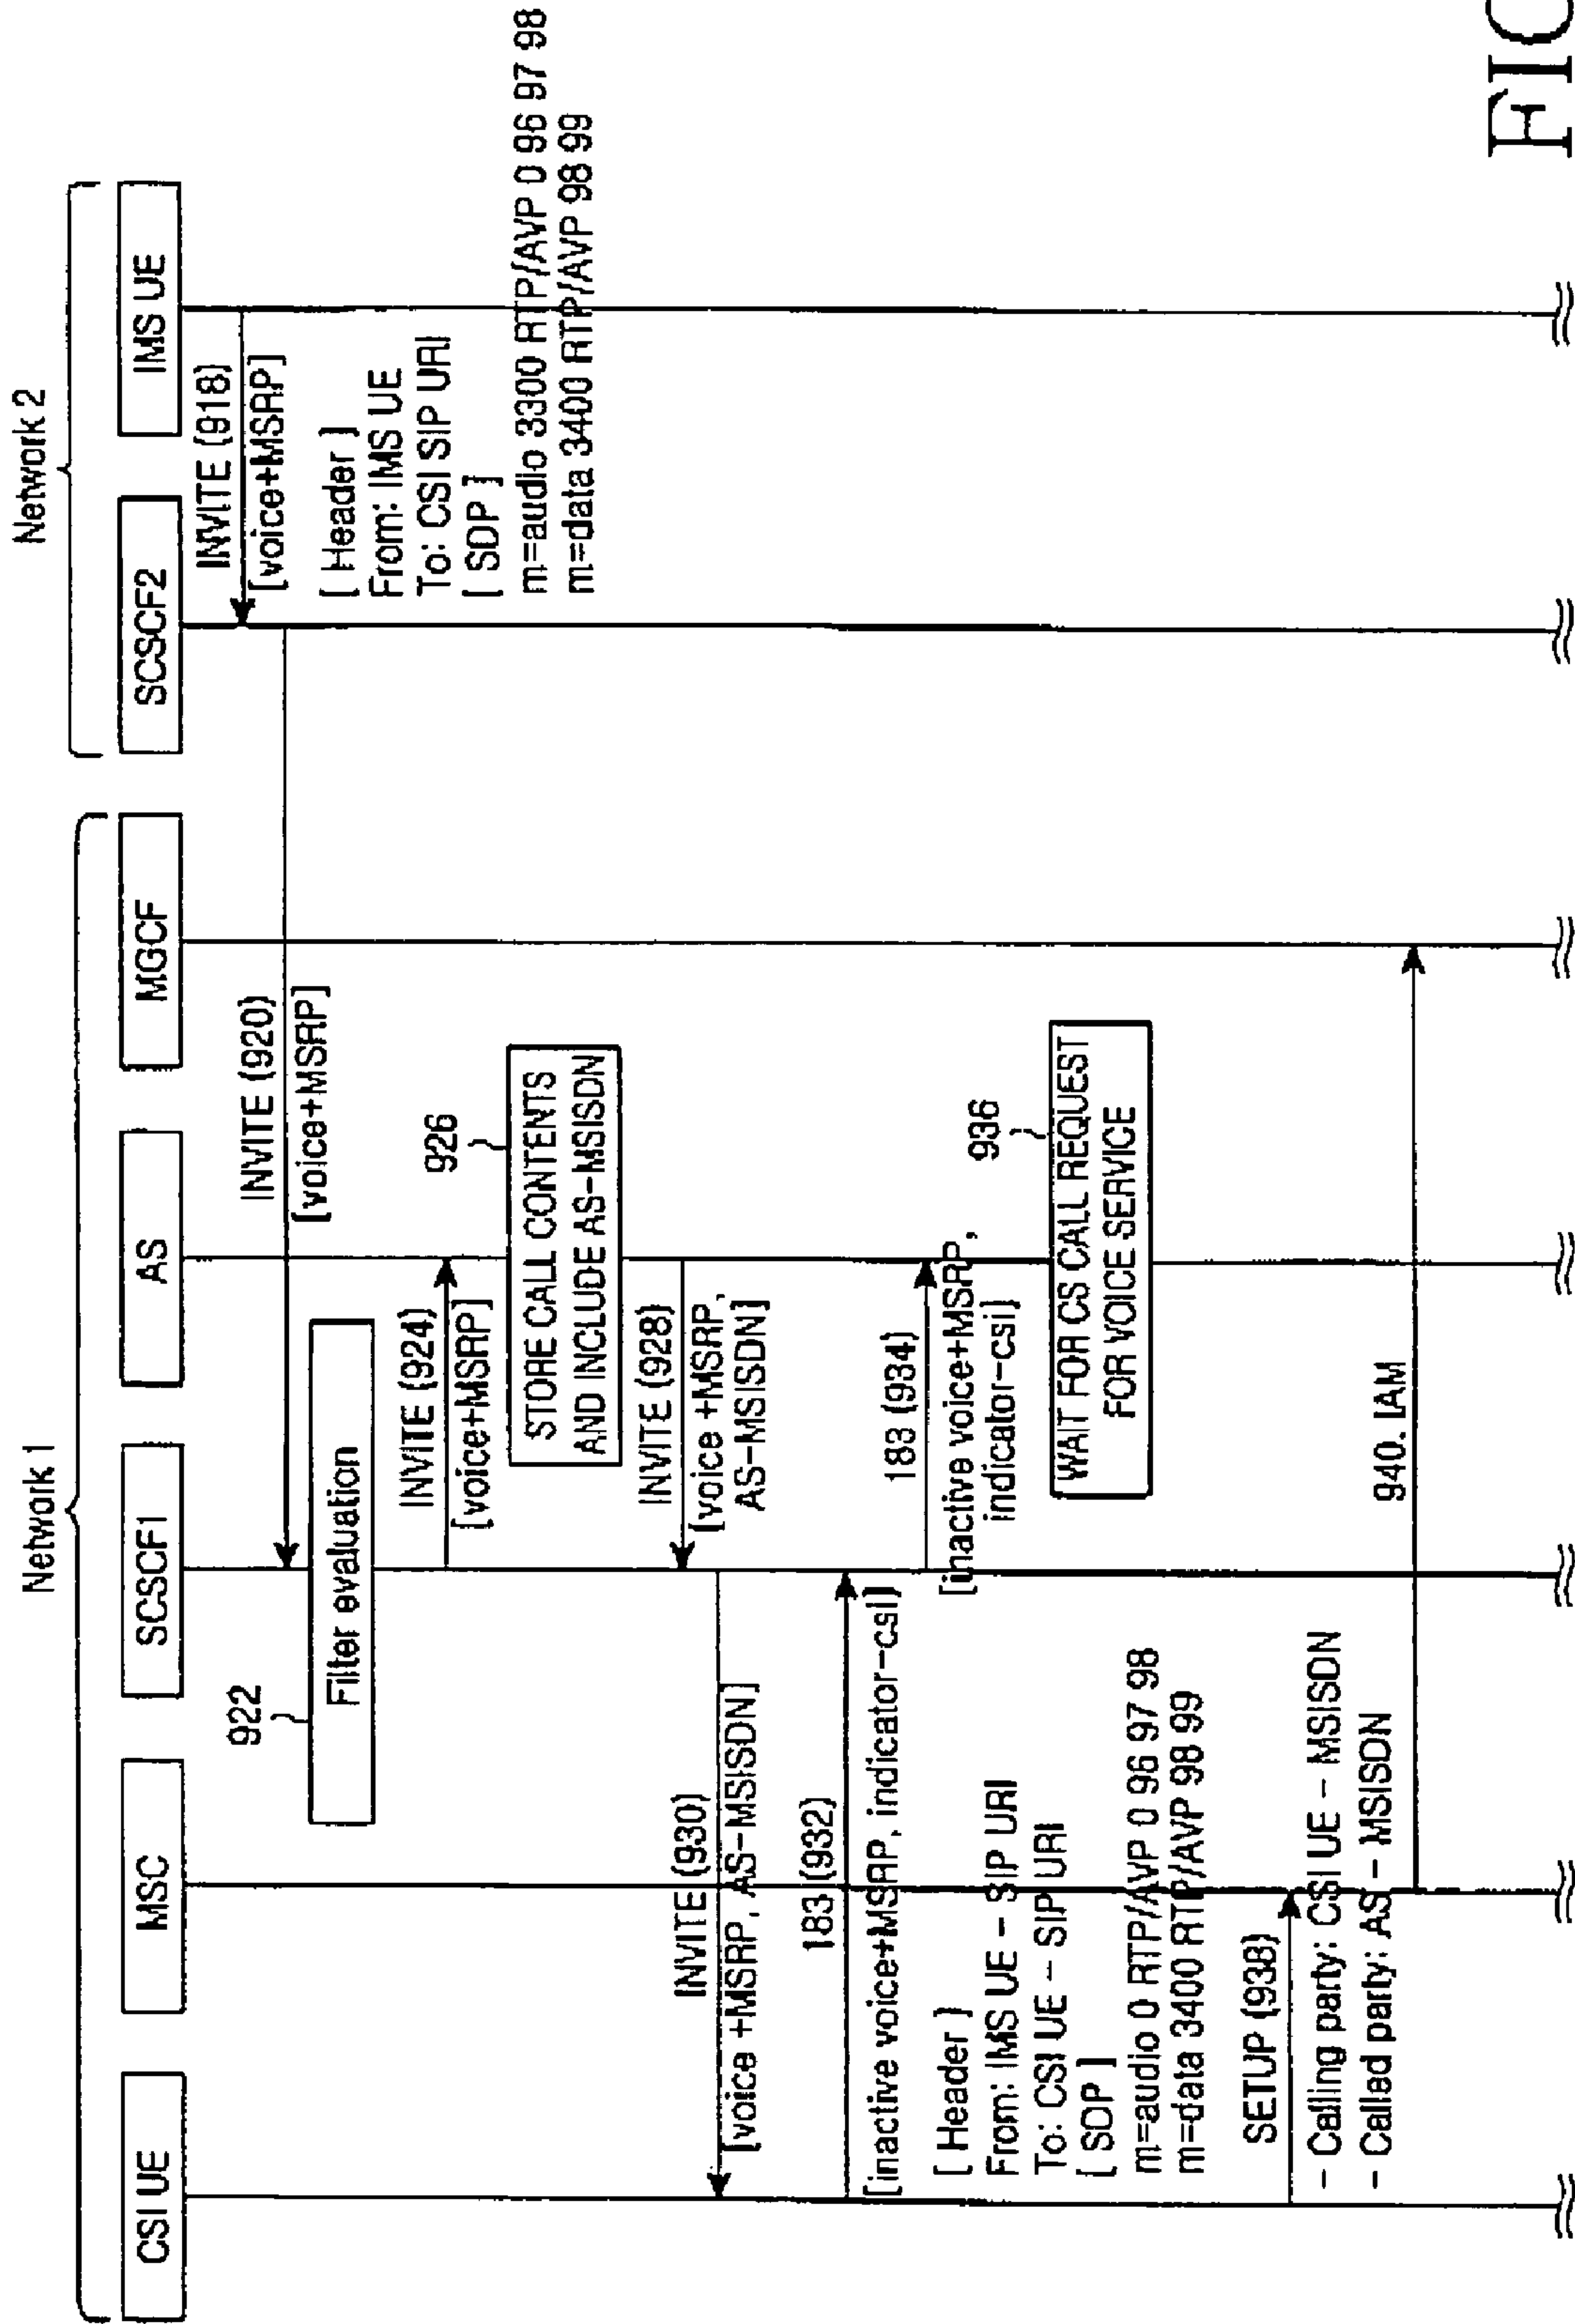 Network 1
Network 2
CSI UE
MSC
SCSCF1
AS
MGCF
SCSCF2
IMS UE
INVITE (918)
[voice+MSRP]
[ Header ]
From: IMS UE
To: CSI SIP URI
[ SDP ]
m=audio 3300 RTP/AVP 0 96 97 98
m=data 3400 RTP/AVP 98 99
INVITE (920)
[voice+MSRP]
922
Filter evaluation
INVITE (924)
[voice+MSRP]
926
STORE CALL CONTENTS
AND INCLUDE AS-MSISDN
INVITE (928)
[voice +MSRP,
AS-MSISDN]
INVITE (930)
[voice +MSRP, AS-MSISDN]
183 (932)
[inactive voice+MSRP, indicator-csi]
[ Header ]
From: IMS UE - SIP URI
To: CSI UE - SIP URI
[ SDP ]
m=audio 0 RTP/AVP 0 96 97 98
m=data 3400 RTP/AVP 98 99
183 (934)
[inactive voice+MSRP,
indicator-csi]
936
WAIT FOR CS CALL REQUEST
FOR VOICE SERVICE
SETUP (938)
- Calling party: CSI UE - MSISDN
- Called party: AS - MSISDN
940. IAM
FIG